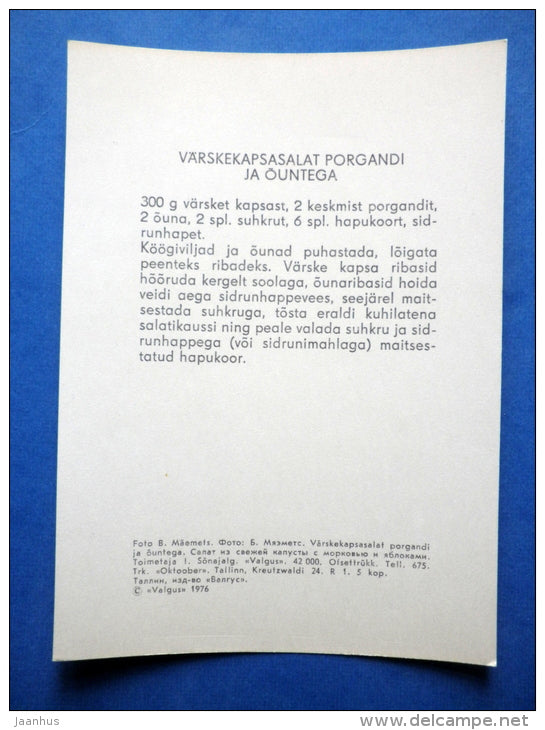 VÄRSKEKAPSASALAT PORGANDI
JA ÕUNTEGA
300 g värsket kapsast, 2 keskmist porgandit,
2 õuna, 2 spl. suhkrut, 6 spl. hapukoort, sid-
runhapet.
Köögiviljad ja õunad puhastada, lõigata
peenteks ribadeks. Värske kapsa ribasid
hõõruda kergelt soolaga, õunaribasid hoida
veidi aega sidrunhappevees, seejärel mait-
sestada suhkruga, tõsta eraldi kuhilatena
salatikaussi ning peale valada suhkru ja sid-
runhappega (või sidrunimahlaga) maitses-
tatud hapukoor.
Foto B. Mäemets. Фото: Б. Мяэметс. Värskekapsasalat porgandi
ja õuntega. Салат из свежей капусты с морковью и яблоками.
Toimetaja I. Sõnajalg. «Valgus». 42 000. Ofsettrükk. Tell. 675.
Trk. «Oktoober». Tallinn, Kreutzwaldi 24. R 1. 5 kop.
Таллин, изд-во «Валгус».
© «Valgus» 1976
jaanhus
delcampe.net